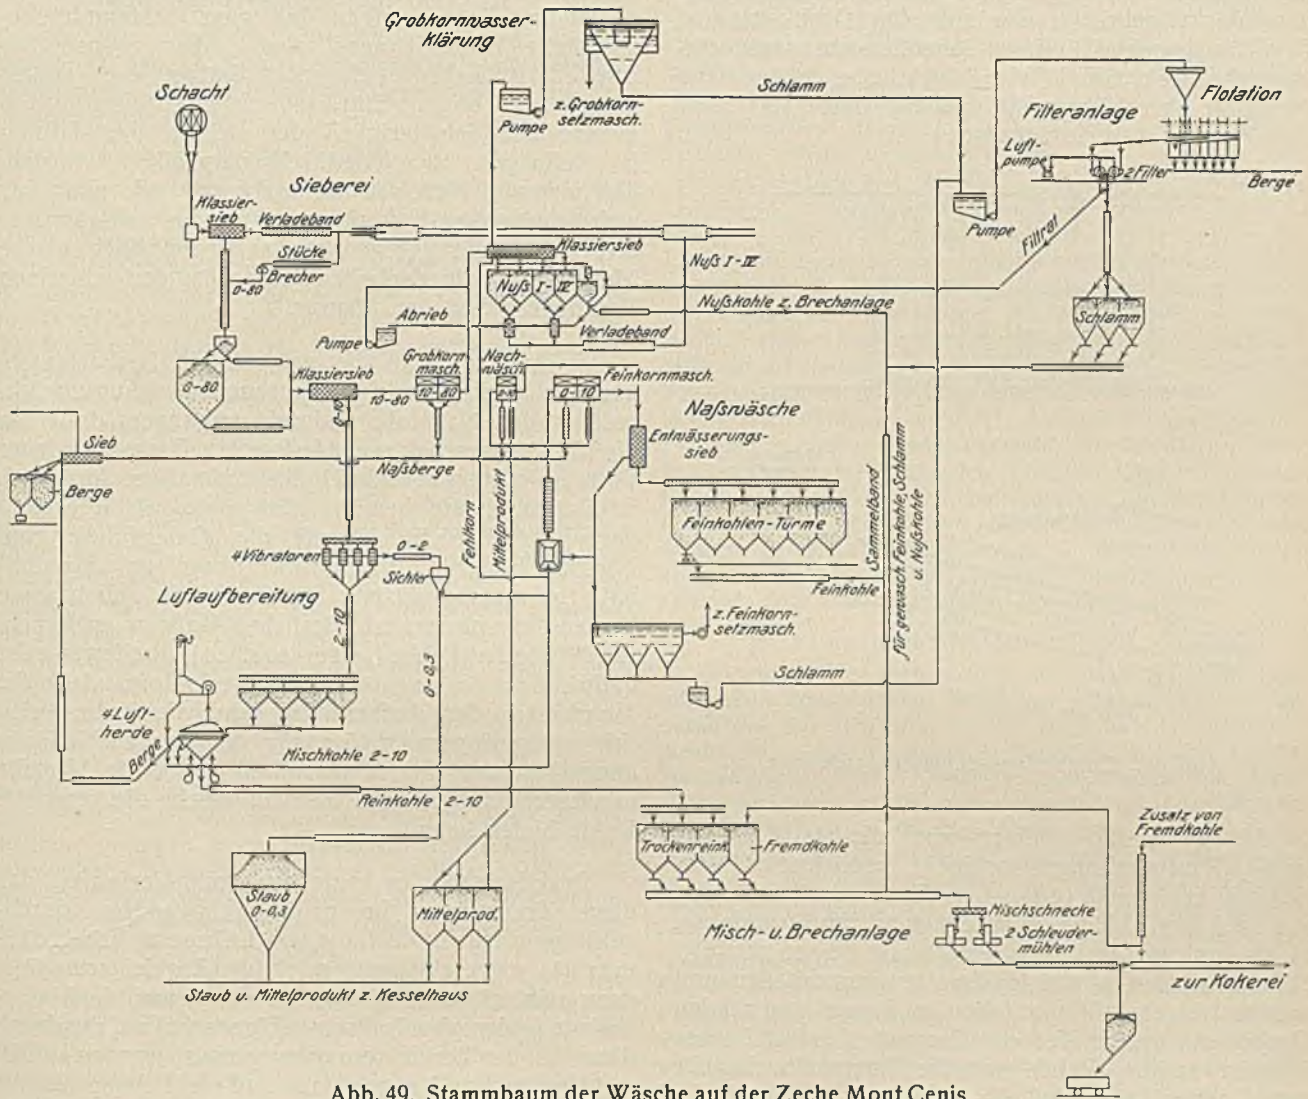 Grobkornwasser-
klärung
Schacht
Pumpe
z. Grobkorn-
setzmasch.
Schlamm
Flotation
Filteranlage
Luft-
pumpe
2 Filter
Berge
Sieberei
Klassier-
sieb
Verladeband
Stücke
Brecher
0-80
Klassiersieb
Nuß I-IV
Pumpe
Filtrat
Nuß I-IV
Nußkohle z. Brechanlage
Schlamm
Abrieb
Pumpe
Verladeband
0-80
Klassiersieb
10-80
Grobkorn-
masch.
10-80
Nach-
wäsch.
Feinkornmasch.
0-10
0-10
Naßwäsche
Entwässerungs-
sieb
Sieb
Berge
Naßberge
Fehlkorn
Mittelprodukt
Feinkohlen-Türme
Feinkohle
Sammelband
für gewasch. Feinkohle, Schlamm
u. Nußkohle
4 Vibratoren
0-2
Sichter
Luftaufbereitung
2-10
0-0,3
z. Feinkorn-
setzmasch.
Schlamm
4 Luft-
herde
Berge
Mischkohle 2-10
Reinkohle 2-10
Trockenreink.
Fremdkohle
Zusatz von
Fremdkohle
Staub
0-0,3
Mittelprod.
Mischschnecke
2 Schleuder-
mühlen
Misch- u. Brechanlage
zur Kokerei
Staub u. Mittelprodukt z. Kesselhaus
Abb. 49. Stammbaum der Wäsche auf der Zeche Mont Cenis